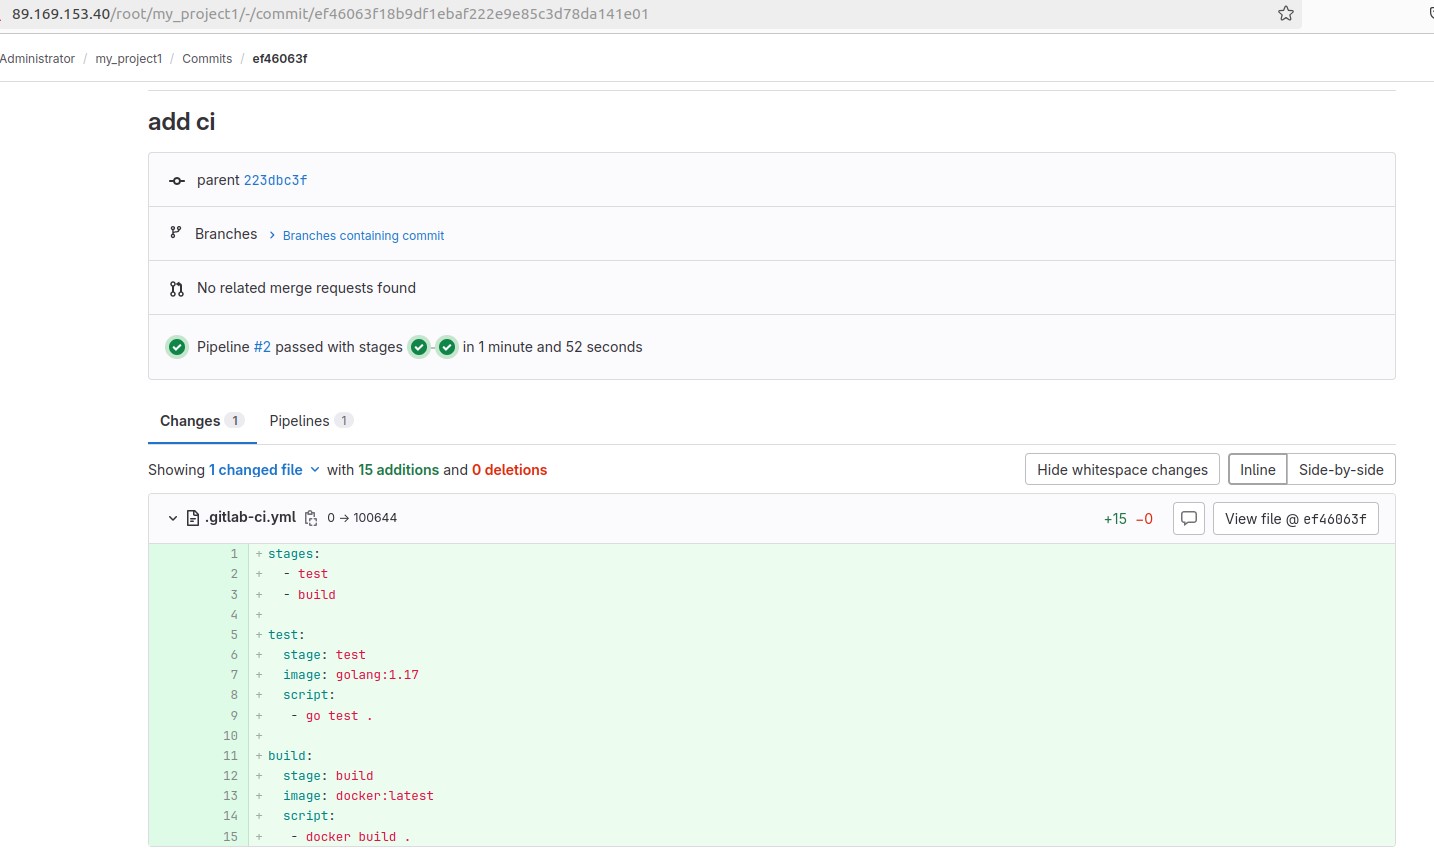 89.169.153.40/root/my_project1/-/commit/ef46063f18b9df1ebaf222e9e85c3d78da141e01
Administrator / my_project1 / Commits / ef46063f
add ci
parent 223dbc3f
Branches > Branches containing commit
No related merge requests found
Pipeline #2 passed with stages in 1 minute and 52 seconds
Changes 1 Pipelines 1
Showing 1 changed file with 15 additions and 0 deletions Hide whitespace changes Inline Side-by-side
.gitlab-ci.yml 0 → 100644 +15 −0 View file @ ef46063f
1 + stages:
2 +   - test
3 +   - build
4 +
5 + test:
6 +   stage: test
7 +   image: golang:1.17
8 +   script:
9 +    - go test .
10 +
11 + build:
12 +   stage: build
13 +   image: docker:latest
14 +   script:
15 +    - docker build .